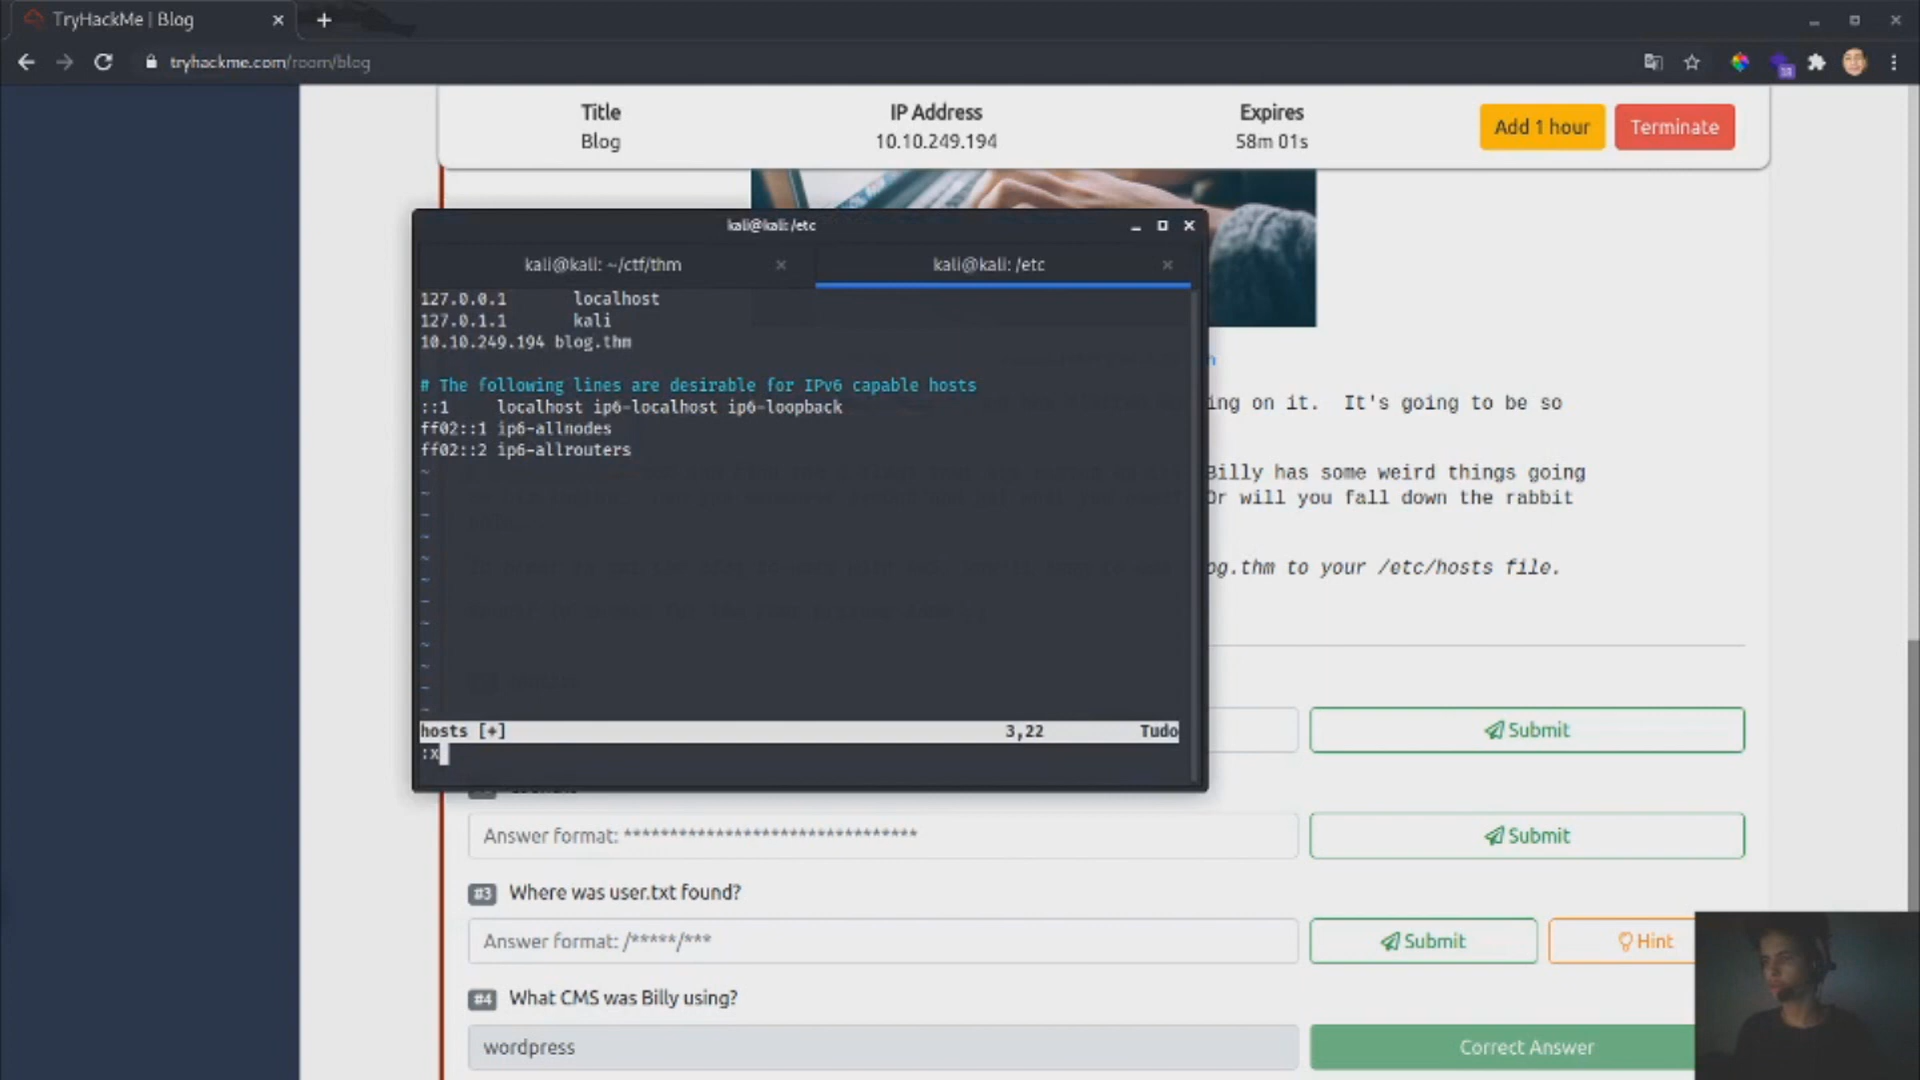 TryHackMe | Blog
tryhackme.com/room/blog
Title
IP Address
Expires
Blog
10.10.249.194
58m 01s
Add 1 hour
Terminate
kali@kali: /etc
kali@kali: ~/ctf/thm
kali@kali: /etc
127.0.0.1 localhost
127.0.1.1 kali
10.10.249.194 blog.thm
# The following lines are desirable for IPv6 capable hosts
::1 localhost ip6-localhost ip6-loopback
ff02::1 ip6-allnodes
ff02::2 ip6-allrouters
~
~
~
~
~
~
~
~
~
~
~
~
hosts [+] 3,22 Tudo
:x
ing on it. It's going to be so
Billy has some weird things going
Or will you fall down the rabbit
og.thm to your /etc/hosts file.
Submit
Answer format: ********************************
Submit
#3 Where was user.txt found?
Answer format: /*****/***
Submit
Hint
#4 What CMS was Billy using?
wordpress
Correct Answer